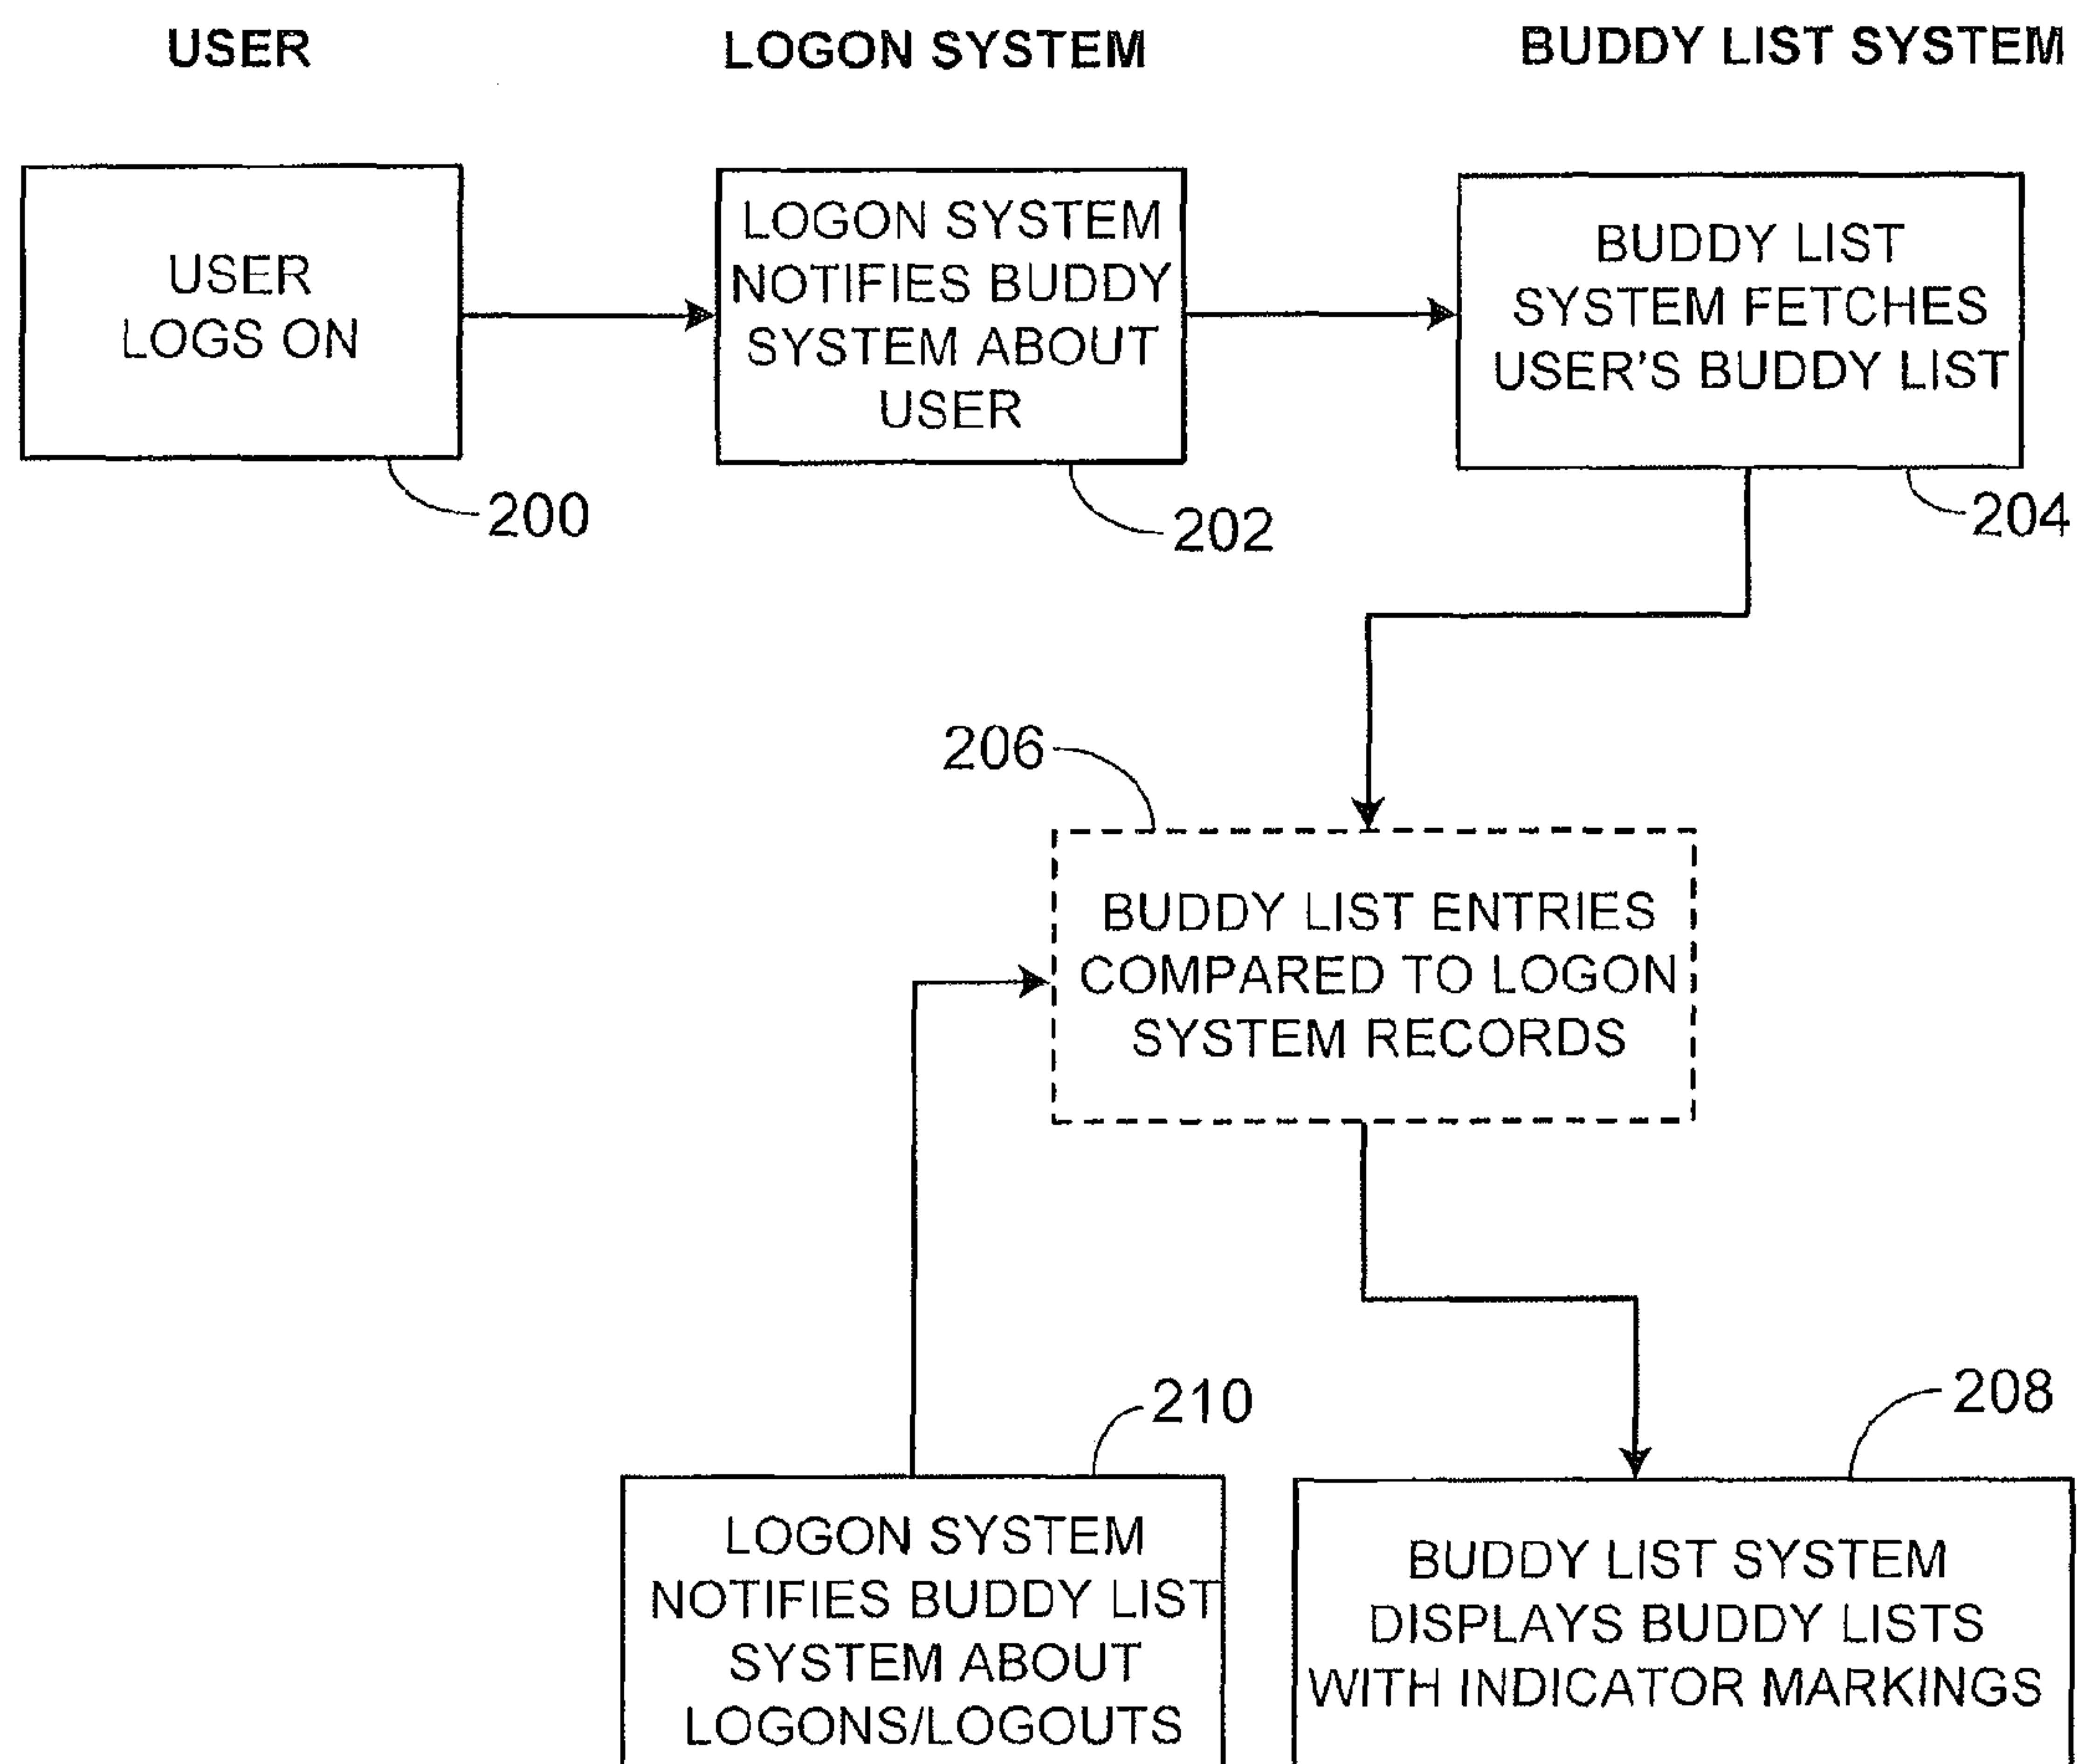 USER
LOGON SYSTEM
BUDDY LIST SYSTEM
USER
LOGS ON
200
LOGON SYSTEM
NOTIFIES BUDDY
SYSTEM ABOUT
USER
202
BUDDY LIST
SYSTEM FETCHES
USER'S BUDDY LIST
204
206
BUDDY LIST ENTRIES
COMPARED TO LOGON
SYSTEM RECORDS
210
LOGON SYSTEM
NOTIFIES BUDDY LIST
SYSTEM ABOUT
LOGONS/LOGOUTS
208
BUDDY LIST SYSTEM
DISPLAYS BUDDY LISTS
WITH INDICATOR MARKINGS